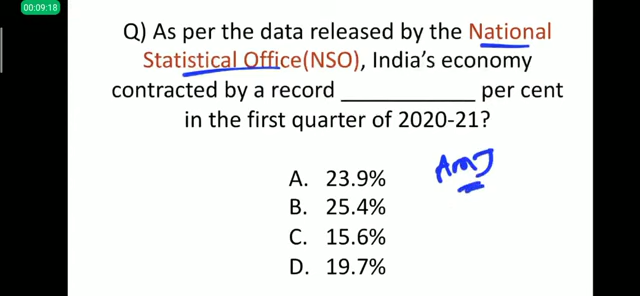 00:09:18
Q) As per the data released by the National
Statistical Office(NSO), India's economy
contracted by a record ____________ per cent
in the first quarter of 2020-21?
AMJ
A. 23.9%
B. 25.4%
C. 15.6%
D. 19.7%